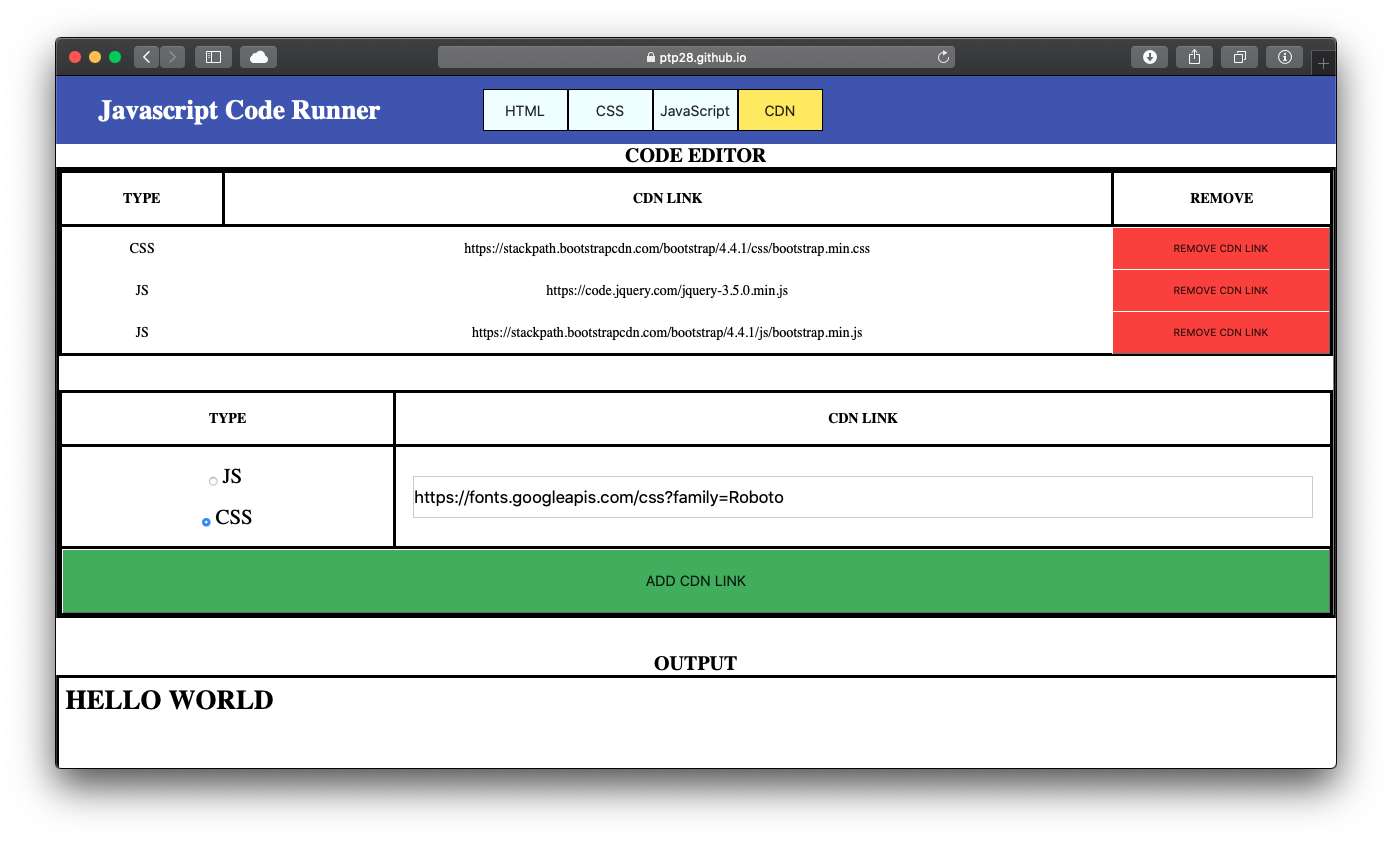 ptp28.github.io
Javascript Code Runner HTML CSS JavaScript CDN
CODE EDITOR
TYPE CDN LINK REMOVE
CSS https://stackpath.bootstrapcdn.com/bootstrap/4.4.1/css/bootstrap.min.css REMOVE CDN LINK
JS https://code.jquery.com/jquery-3.5.0.min.js REMOVE CDN LINK
JS https://stackpath.bootstrapcdn.com/bootstrap/4.4.1/js/bootstrap.min.js REMOVE CDN LINK
TYPE CDN LINK
JS
https://fonts.googleapis.com/css?family=Roboto
CSS
ADD CDN LINK
OUTPUT
HELLO WORLD